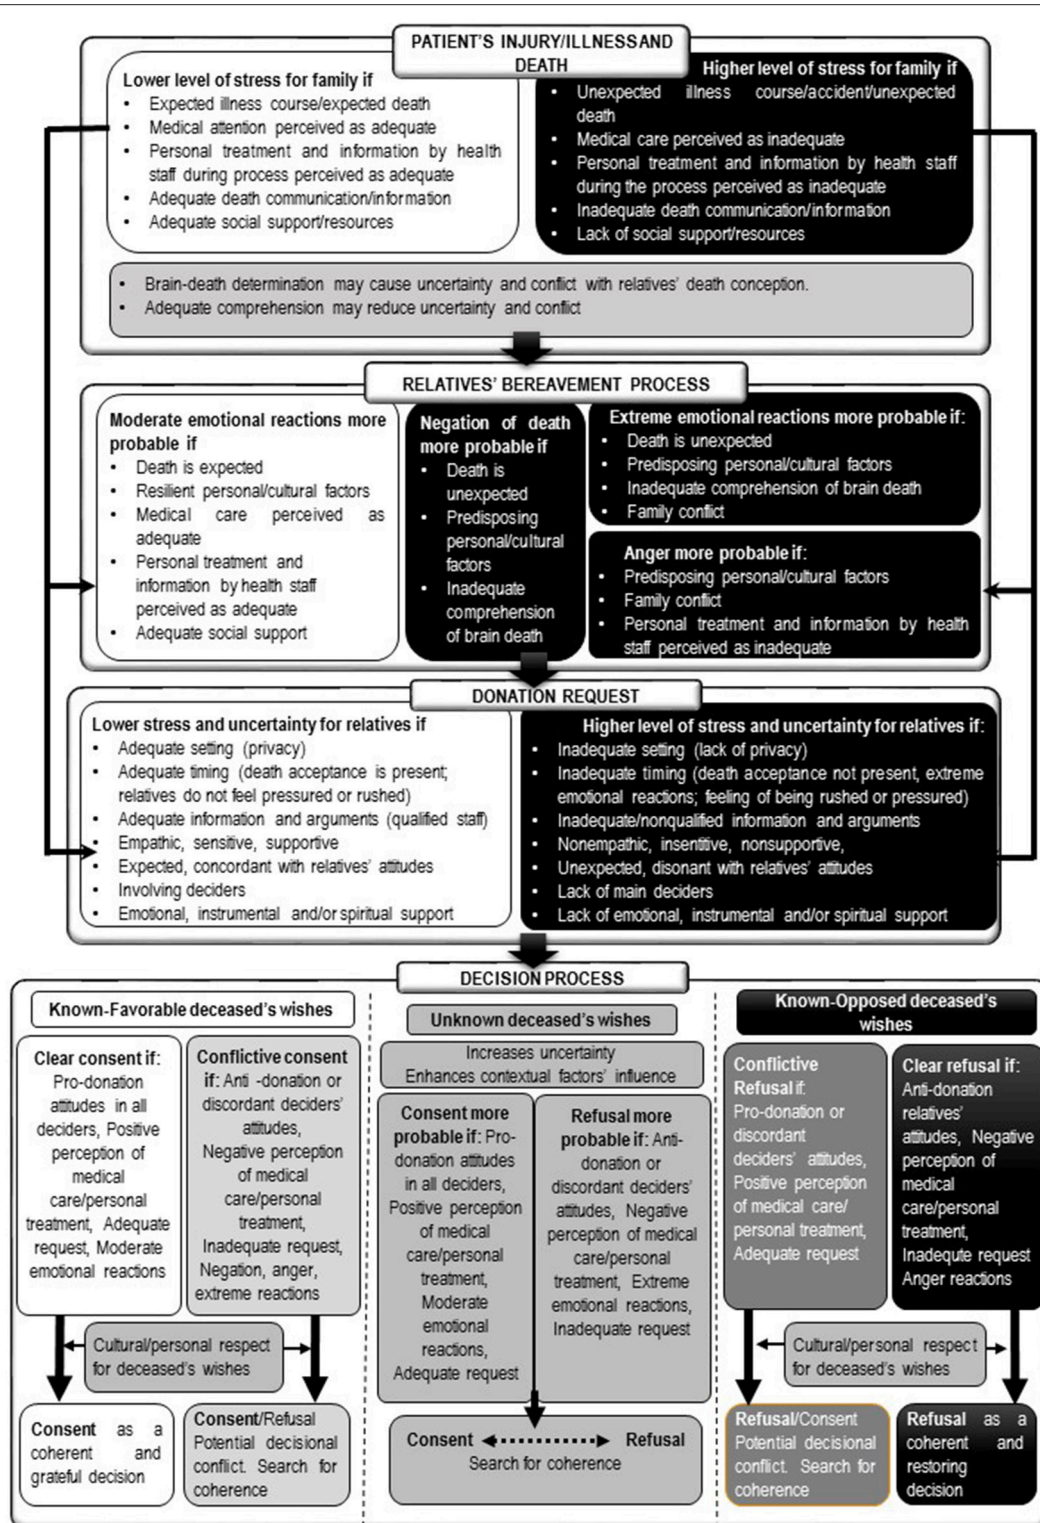 PATIENT'S INJURY/ILLNESSAND
DEATH
Lower level of stress for family if
• Expected illness course/expected death
• Medical attention perceived as adequate
• Personal treatment and information by health
staff during process perceived as adequate
• Adequate death communication/information
• Adequate social support/resources
Higher level of stress for family if
• Unexpected illness course/accident/unexpected
death
• Medical care perceived as inadequate
• Personal treatment and information by health staff
during the process perceived as inadequate
• Inadequate death communication/information
• Lack of social support/resources
• Brain-death determination may cause uncertainty and conflict with relatives' death conception.
• Adequate comprehension may reduce uncertainty and conflict
RELATIVES' BEREAVEMENT PROCESS
Moderate emotional reactions more
probable if
• Death is expected
• Resilient personal/cultural factors
• Medical care perceived as
adequate
• Personal treatment and
information by health staff
perceived as adequate
• Adequate social support
Negation of death
more probable if
• Death is
unexpected
• Predisposing
personal/cultural
factors
• Inadequate
comprehension
of brain death
Extreme emotional reactions more probable if:
• Death is unexpected
• Predisposing personal/cultural factors
• Inadequate comprehension of brain death
• Family conflict
Anger more probable if:
• Predisposing personal/cultural factors
• Family conflict
• Personal treatment and information by health
staff perceived as inadequate
DONATION REQUEST
Lower stress and uncertainty for relatives if
• Adequate setting (privacy)
• Adequate timing (death acceptance is present;
relatives do not feel pressured or rushed)
• Adequate information and arguments (qualified staff)
• Empathic, sensitive, supportive
• Expected, concordant with relatives' attitudes
• Involving deciders
• Emotional, instrumental and/or spiritual support
Higher level of stress and uncertainty for relatives if:
• Inadequate setting (lack of privacy)
• Inadequate timing (death acceptance not present, extreme
emotional reactions; feeling of being rushed or pressured)
• Inadequate/nonqualified information and arguments
• Nonempathic, insentitive, nonsupportive,
• Unexpected, disonant with relatives' attitudes
• Lack of main deciders
• Lack of emotional, instrumental and/or spiritual support
DECISION PROCESS
Known-Favorable deceased's wishes
Clear consent if:
Pro-donation
attitudes in all
deciders, Positive
perception of
medical
care/personal
treatment, Adequate
request, Moderate
emotional reactions
Conflictive consent
if: Anti -donation or
discordant deciders'
attitudes,
Negative perception
of medical
care/personal
treatment,
Inadequate request,
Negation, anger,
extreme reactions
Cultural/personal respect
for deceased's wishes
Consent as a
coherent and
grateful decision
Consent/Refusal
Potential decisional
conflict. Search for
coherence
Unknown deceased's wishes
Increases uncertainty
Enhances contextual factors' influence
Consent more
probable if: Pro-
donation attitudes
in all deciders,
Positive perception
of medical
care/personal
treatment,
Moderate
emotional
reactions,
Adequate request
Refusal more
probable if: Anti-
donation or
discordant deciders'
attitudes, Negative
perception of medical
care/personal
treatment, Extreme
emotional reactions,
Inadequate request
Consent Refusal
Search for coherence
Known-Opposed deceased's
wishes
Conflictive
Refusal if:
Pro-donation or
discordant
deciders' attitudes,
Positive perception
of medical care/
personal treatment,
Adequate request
Clear refusal if:
Anti-donation
relatives'
attitudes, Negative
perception of
medical
care/personal
treatment,
Inadequte request
Anger reactions
Cultural/personal respect
for deceased's wishes
Refusal/Consent
Potential decisional
conflict. Search for
coherence
Refusal as a
coherent and
restoring
decision